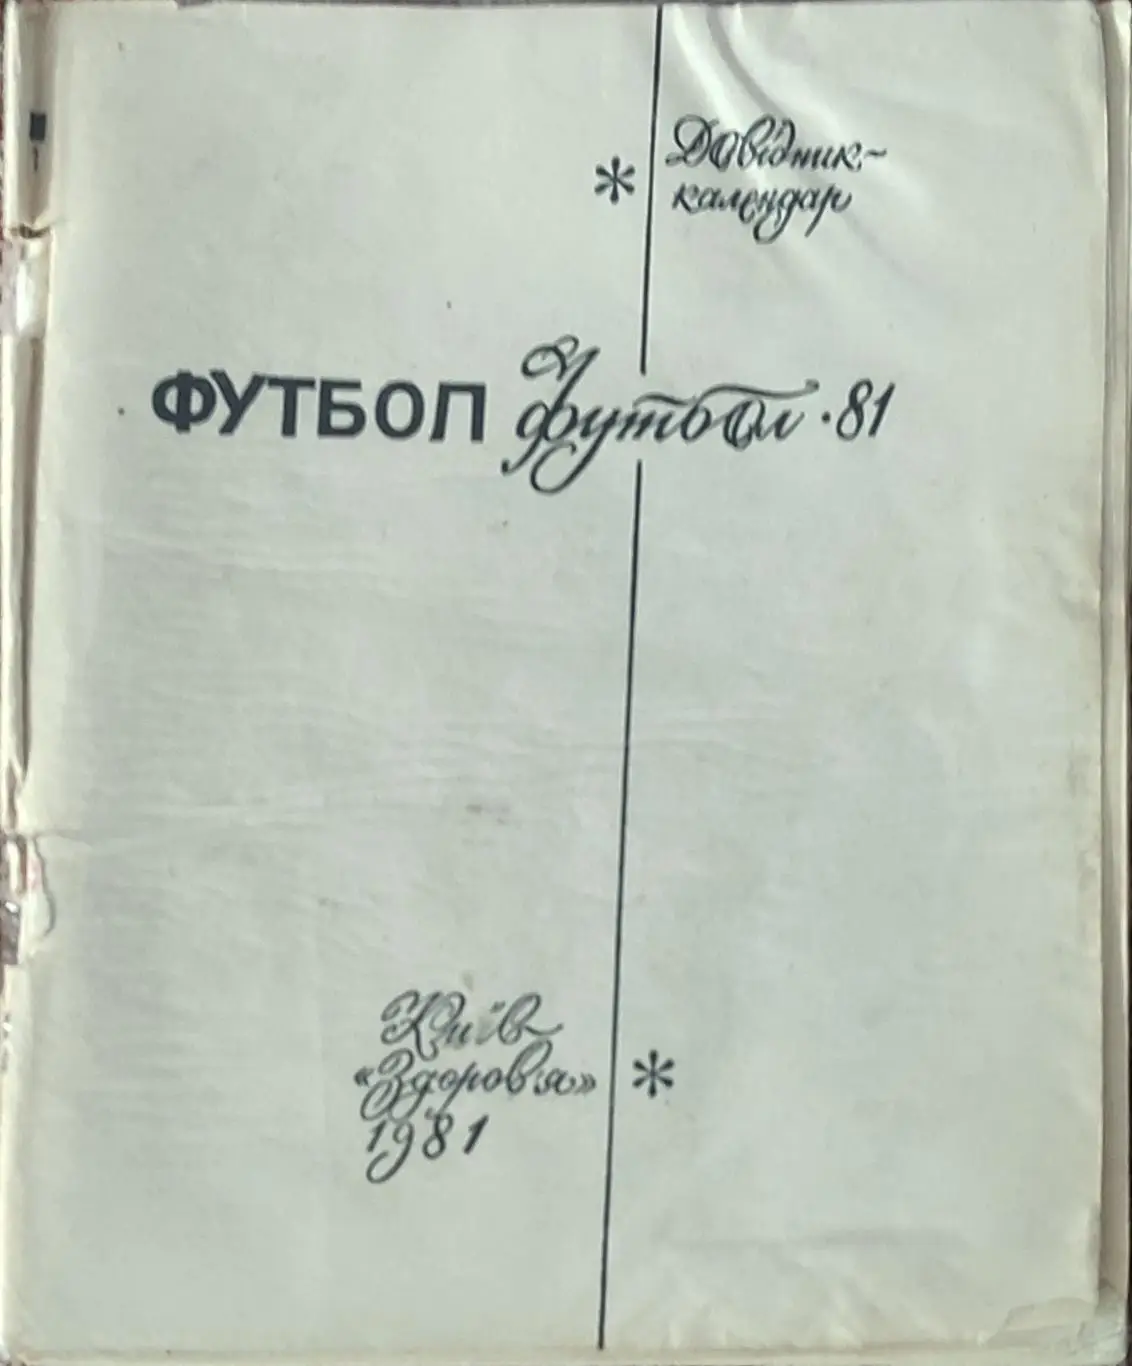 Довідник-
календар
ФУТБОЛ футбол·81
Київ
«Здоров'я»
1981